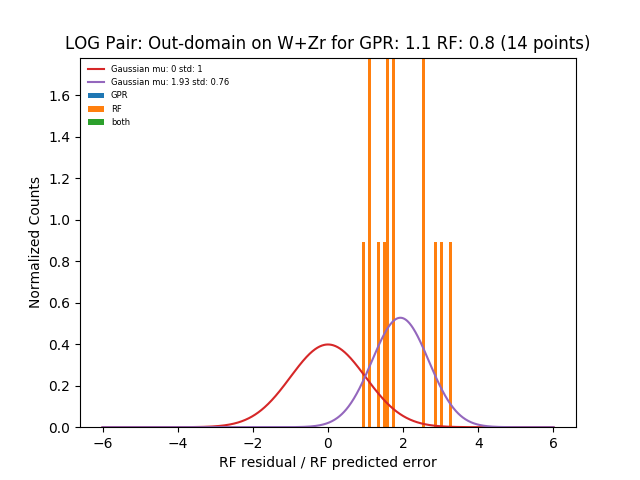 LOG Pair: Out-domain on W+Zr for GPR: 1.1 RF: 0.8 (14 points)
Gaussian mu: 0 std: 1
Gaussian mu: 1.93 std: 0.76
GPR
RF
both
Normalized Counts
1.6
1.4
1.2
1.0
0.8
0.6
0.4
0.2
0.0
−6 −4 −2 0 2 4 6
RF residual / RF predicted error